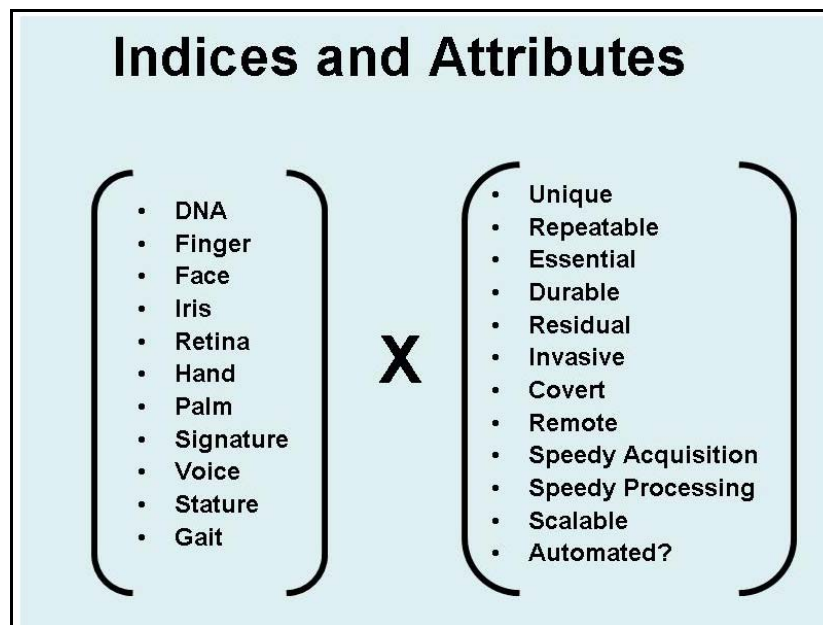 Indices and Attributes
• DNA
• Finger
• Face
• Iris
• Retina
• Hand
• Palm
• Signature
• Voice
• Stature
• Gait
X
• Unique
• Repeatable
• Essential
• Durable
• Residual
• Invasive
• Covert
• Remote
• Speedy Acquisition
• Speedy Processing
• Scalable
• Automated?